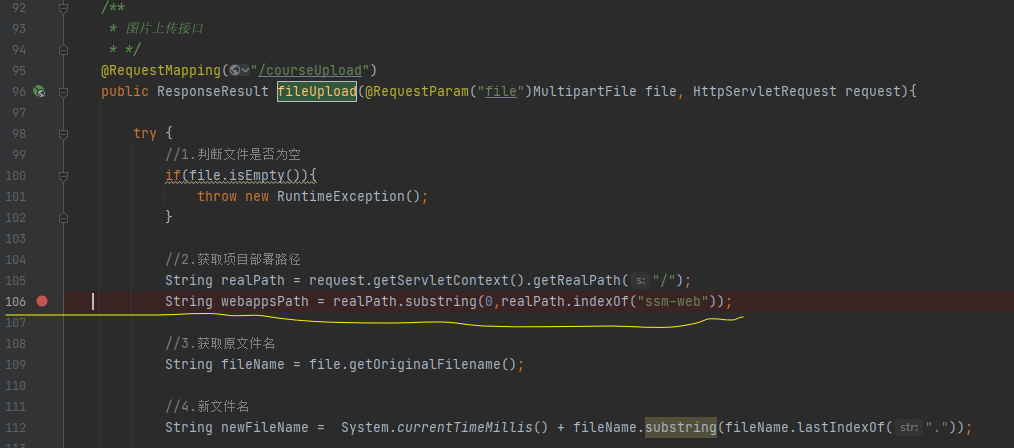 92 /**
93 * 图片上传接口
94 * */
95 @RequestMapping("/courseUpload")
96 public ResponseResult fileUpload(@RequestParam("file")MultipartFile file, HttpServletRequest request){
97
98 try {
99 //1.判断文件是否为空
100 if(file.isEmpty()){
101 throw new RuntimeException();
102 }
103
104 //2.获取项目部署路径
105 String realPath = request.getServletContext().getRealPath( s: "/");
106 String webappsPath = realPath.substring(0,realPath.indexOf("ssm-web"));
107
108 //3.获取原文件名
109 String fileName = file.getOriginalFilename();
110
111 //4.新文件名
112 String newFileName = System.currentTimeMillis() + fileName.substring(fileName.lastIndexOf( str: "."));
113